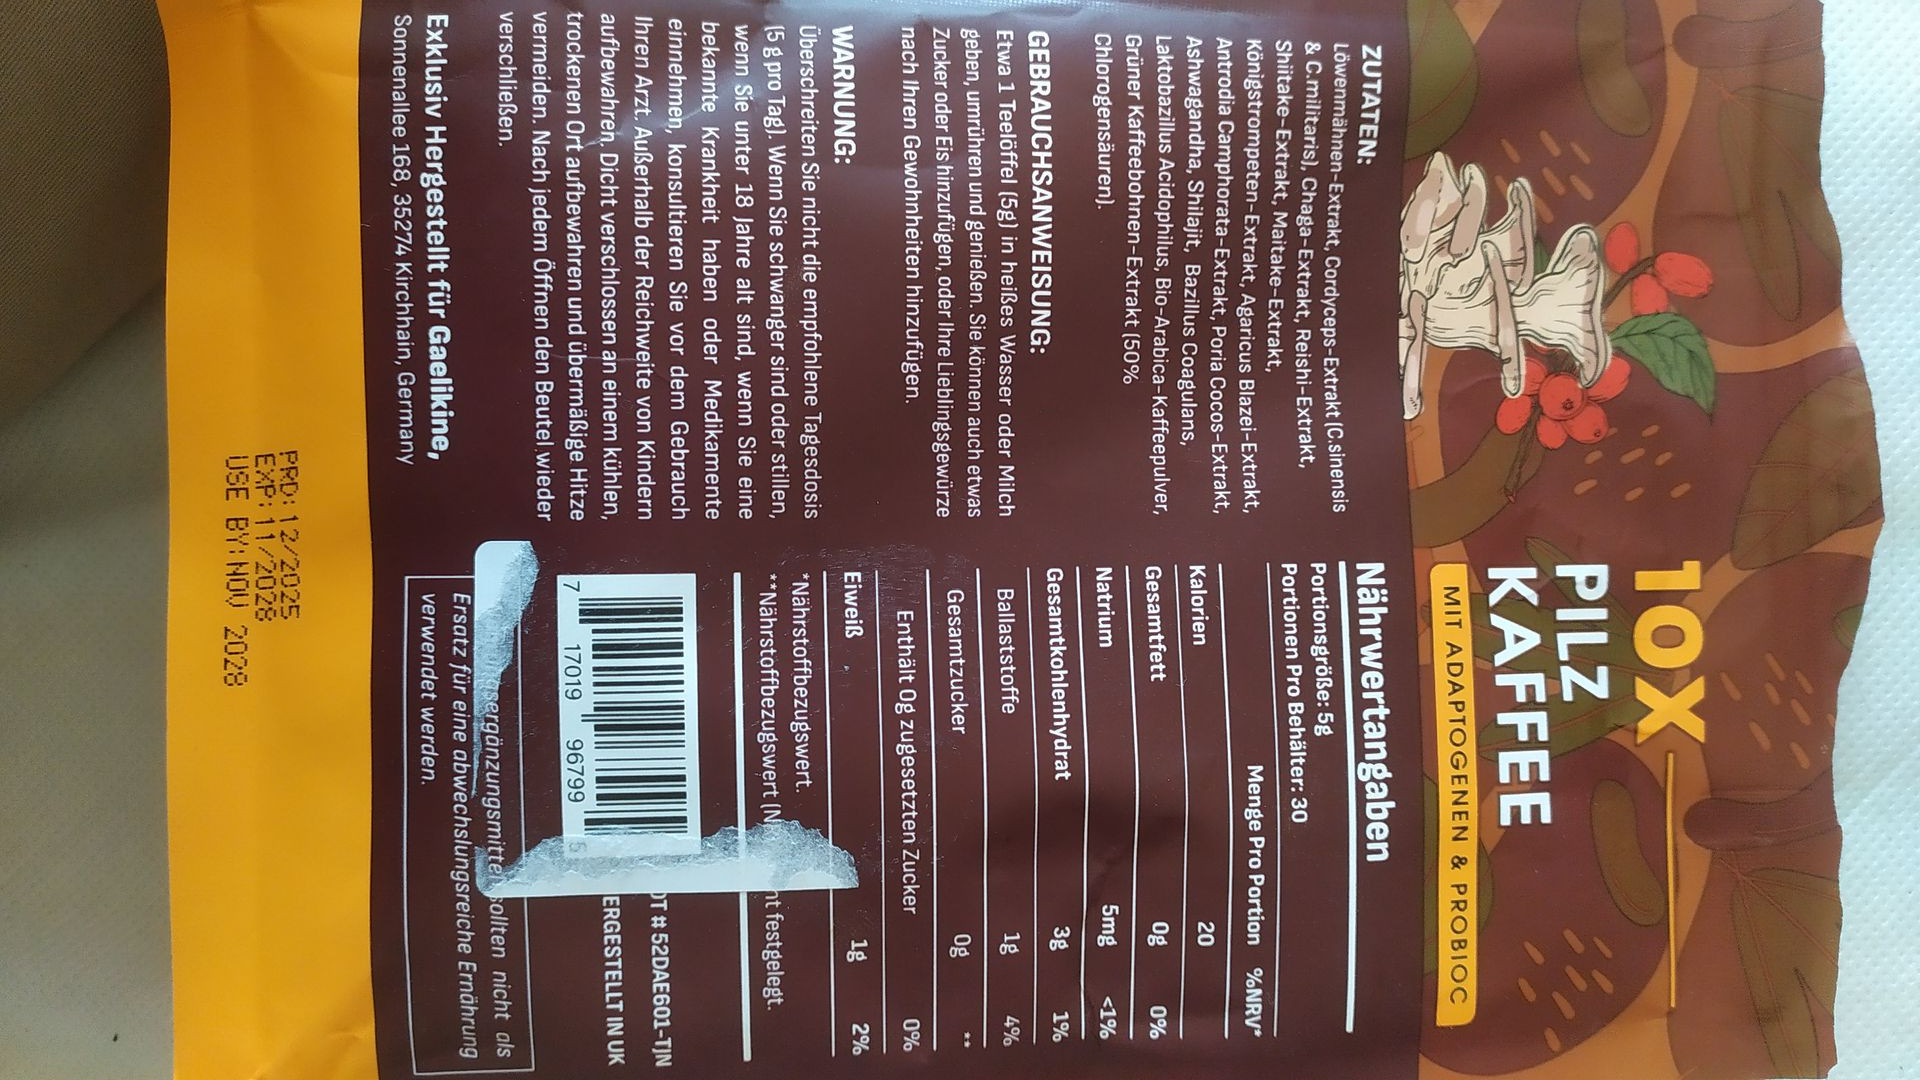 10X
PILZ
KAFFEE
MIT ADAPTOGENEN & PROBIOC
ZUTATEN:
Löwenmähnen-Extrakt, Cordyceps-Extrakt (C.sinensis
& C.militaris), Chaga-Extrakt, Reishi-Extrakt,
Shiitake-Extrakt, Maitake-Extrakt,
Königstrompeten-Extrakt, Agaricus Blazei-Extrakt,
Antrodia Camphorata-Extrakt, Poria Cocos-Extrakt,
Ashwagandha, Shilajit, Bazillus Coagulans,
Laktobazillus Acidophilus, Bio-Arabica-Kaffeepulver,
Grüner Kaffeebohnen-Extrakt (50%
Chlorogensäuren).
GEBRAUCHSANWEISUNG:
Etwa 1 Teelöffel (5g) in heißes Wasser oder Milch
geben, umrühren und genießen. Sie können auch etwas
Zucker oder Eis hinzufügen, oder Ihre Lieblingsgewürze
nach Ihren Gewohnheiten hinzufügen.
WARNUNG:
Überschreiten Sie nicht die empfohlene Tagesdosis
(5 g pro Tag). Wenn Sie schwanger sind oder stillen,
wenn Sie unter 18 Jahre alt sind, wenn Sie eine
bekannte Krankheit haben oder Medikamente
einnehmen, konsultieren Sie vor dem Gebrauch
Ihren Arzt. Außerhalb der Reichweite von Kindern
aufbewahren. Dicht verschlossen an einem kühlen,
trockenen Ort aufbewahren und übermäßige Hitze
vermeiden. Nach jedem Öffnen den Beutel wieder
verschließen.
Exklusiv Hergestellt für Gaelikine,
Sonnenallee 168, 35274 Kirchhain, Germany
Nährwertangaben
Portionsgröße: 5g
Portionen Pro Behälter: 30
Menge Pro Portion %NRV*
Kalorien 20
Gesamtfett 0g 0%
Natrium 5mg <1%
Gesamtkohlenhydrat 3g 1%
Ballaststoffe 1g 4%
Gesamtzucker 0g **
Enthält 0g zugesetzten Zucker 0%
Eiweiß 1g 2%
*Nährstoffbezugswert.
**Nährstoffbezugswert (N nt festgelegt.
OT # 52DAE601-TJN
ERGESTELLT IN UK
7 17019 96799 5
sergänzungsmittel sollten nicht als
Ersatz für eine abwechslungsreiche Ernährung
verwendet werden.
PRD: 12/2025
EXP: 11/2028
USE BY: NOV 2028